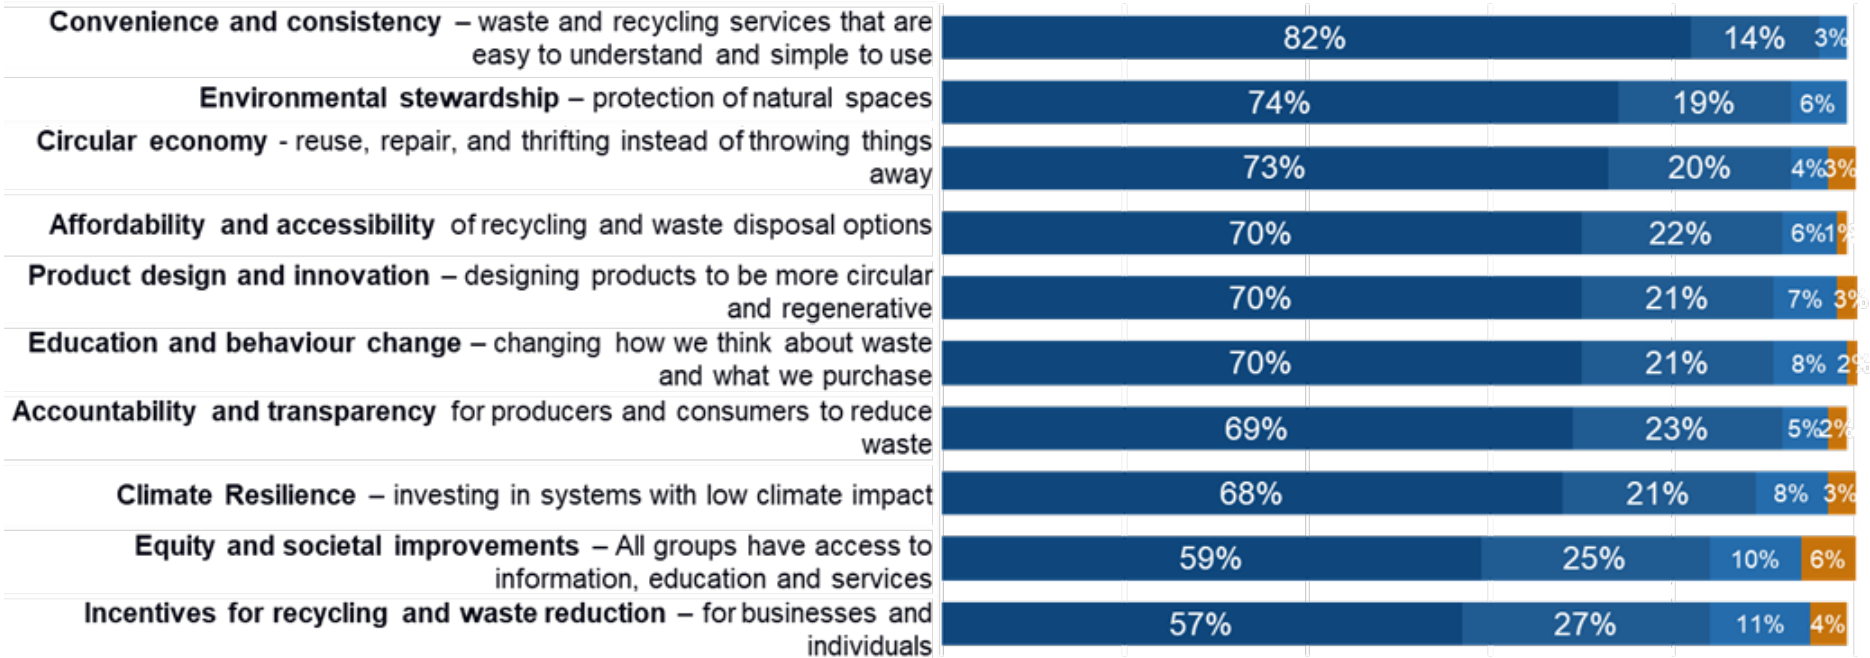 Convenience and consistency – waste and recycling services that are
easy to understand and simple to use
82% 14% 3%
Environmental stewardship – protection of natural spaces
74% 19% 6%
Circular economy - reuse, repair, and thrifting instead of throwing things
away
73% 20% 4% 3%
Affordability and accessibility of recycling and waste disposal options
70% 22% 6% 1%
Product design and innovation – designing products to be more circular
and regenerative
70% 21% 7% 3%
Education and behaviour change – changing how we think about waste
and what we purchase
70% 21% 8% 2%
Accountability and transparency for producers and consumers to reduce
waste
69% 23% 5% 2%
Climate Resilience – investing in systems with low climate impact
68% 21% 8% 3%
Equity and societal improvements – All groups have access to
information, education and services
59% 25% 10% 6%
Incentives for recycling and waste reduction – for businesses and
individuals
57% 27% 11% 4%